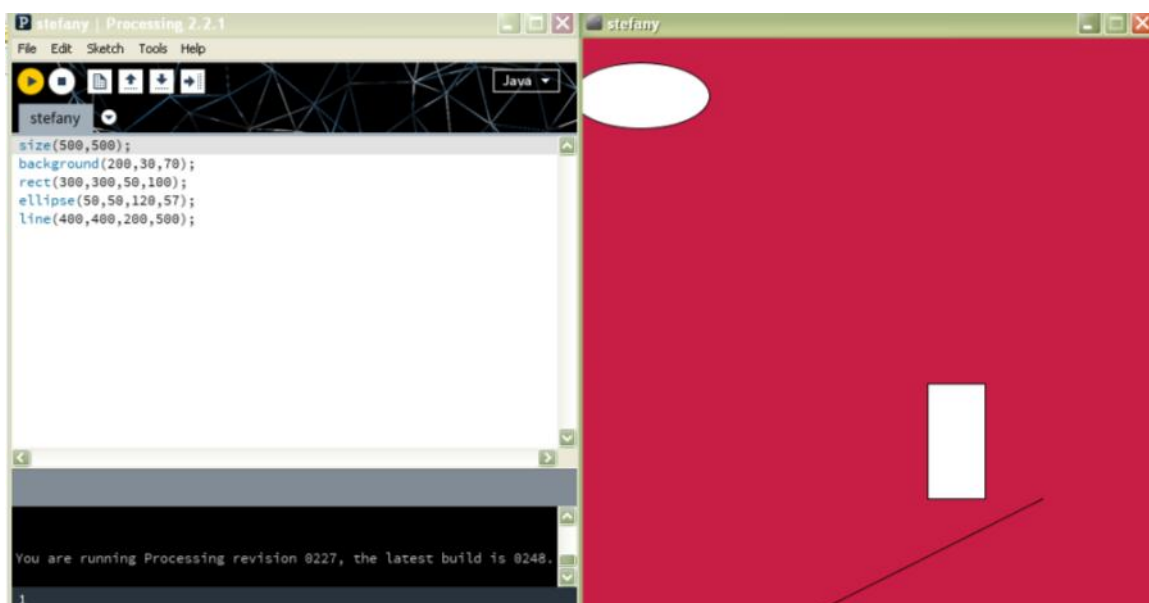 stefany | Processing 2.2.1
File Edit Sketch Tools Help
Java
stefany
size(500,500);
background(200,30,70);
rect(300,300,50,100);
ellipse(50,50,120,57);
line(400,400,200,500);
You are running Processing revision 0227, the latest build is 0248.
1
stefany